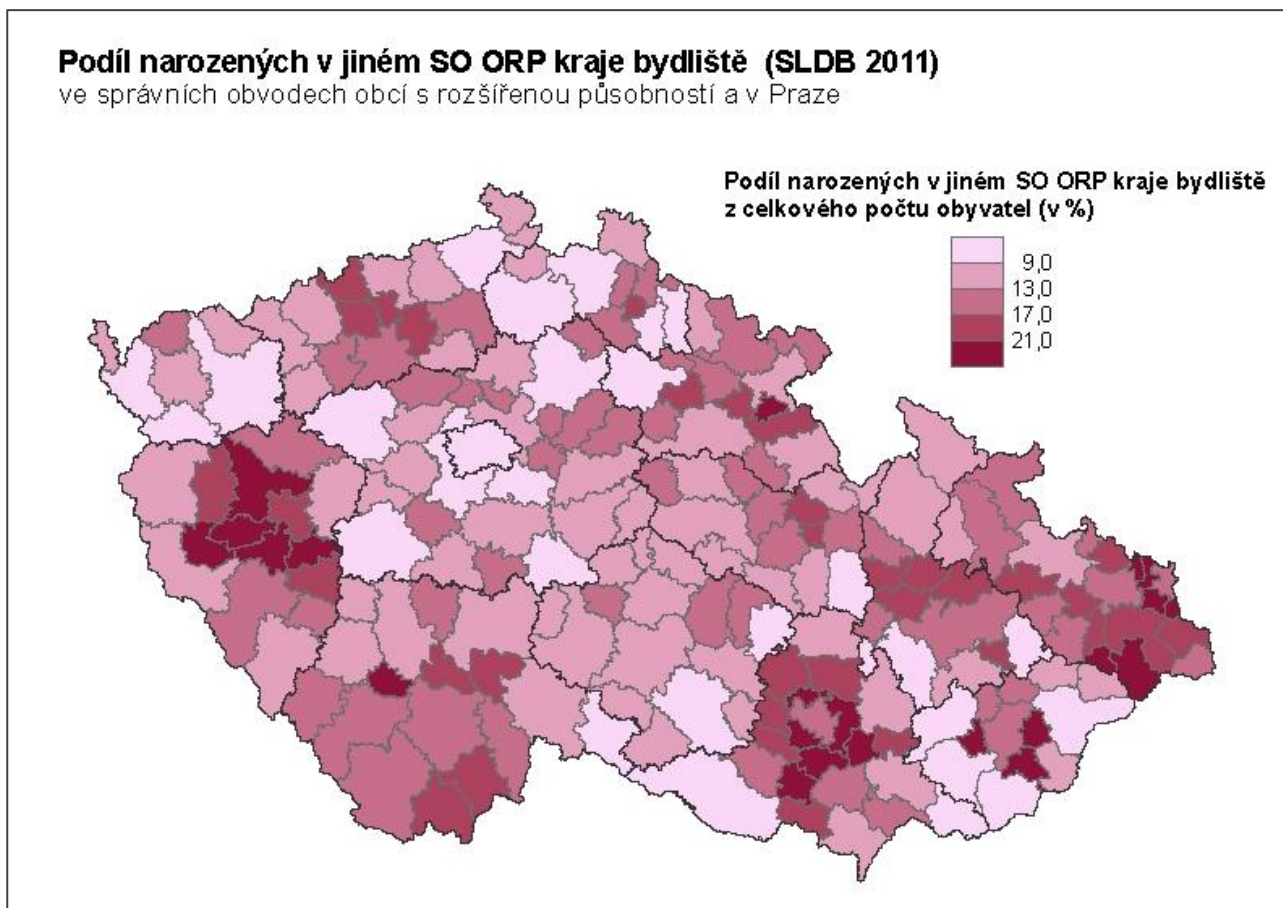 Podíl narozených v jiném SO ORP kraje bydliště (SLDB 2011)
ve správních obvodech obcí s rozšířenou působností a v Praze
Podíl narozených v jiném SO ORP kraje bydliště
z celkového počtu obyvatel (v %)
9,0
13,0
17,0
21,0